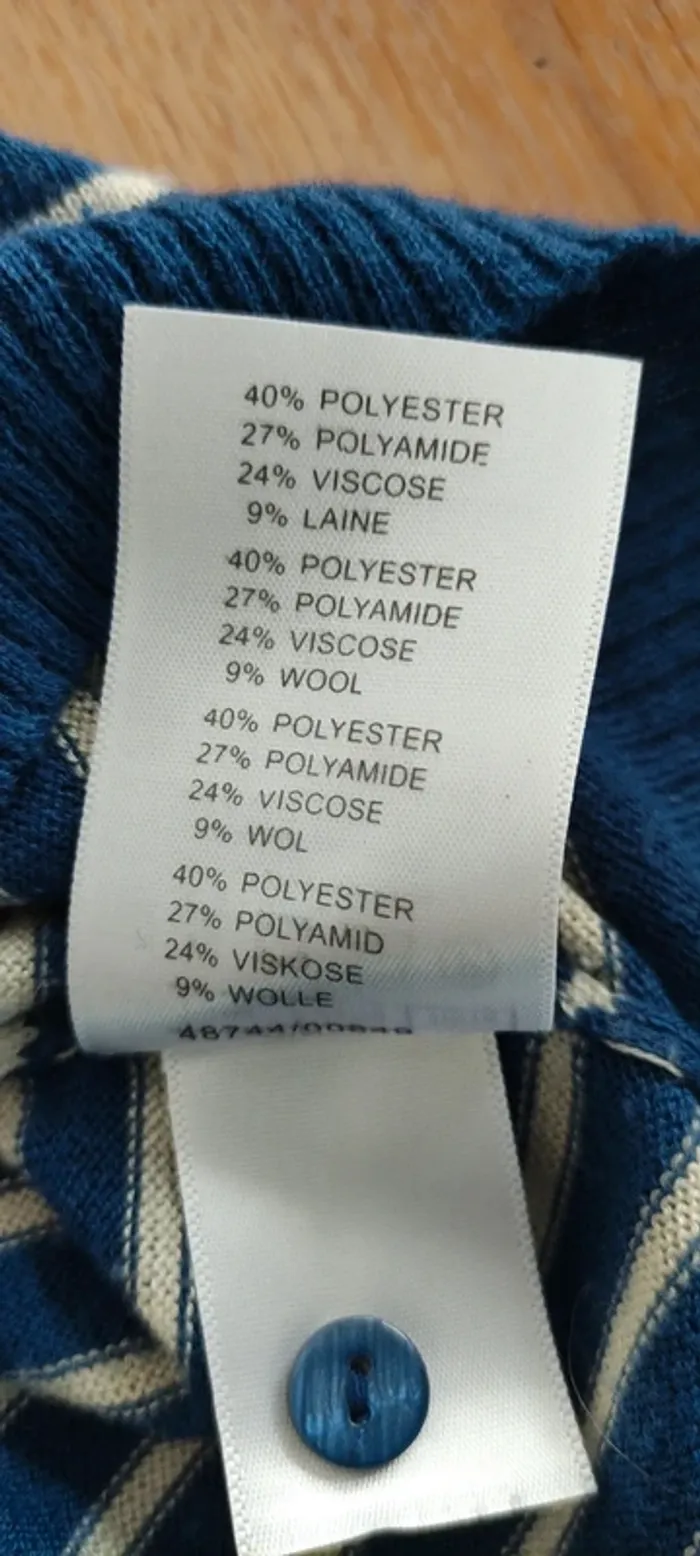 40% POLYESTER
27% POLYAMIDE
24% VISCOSE
9% LAINE
40% POLYESTER
27% POLYAMIDE
24% VISCOSE
9% WOOL
40% POLYESTER
27% POLYAMIDE
24% VISCOSE
9% WOL
40% POLYESTER
27% POLYAMID
24% VISKOSE
9% WOLLE